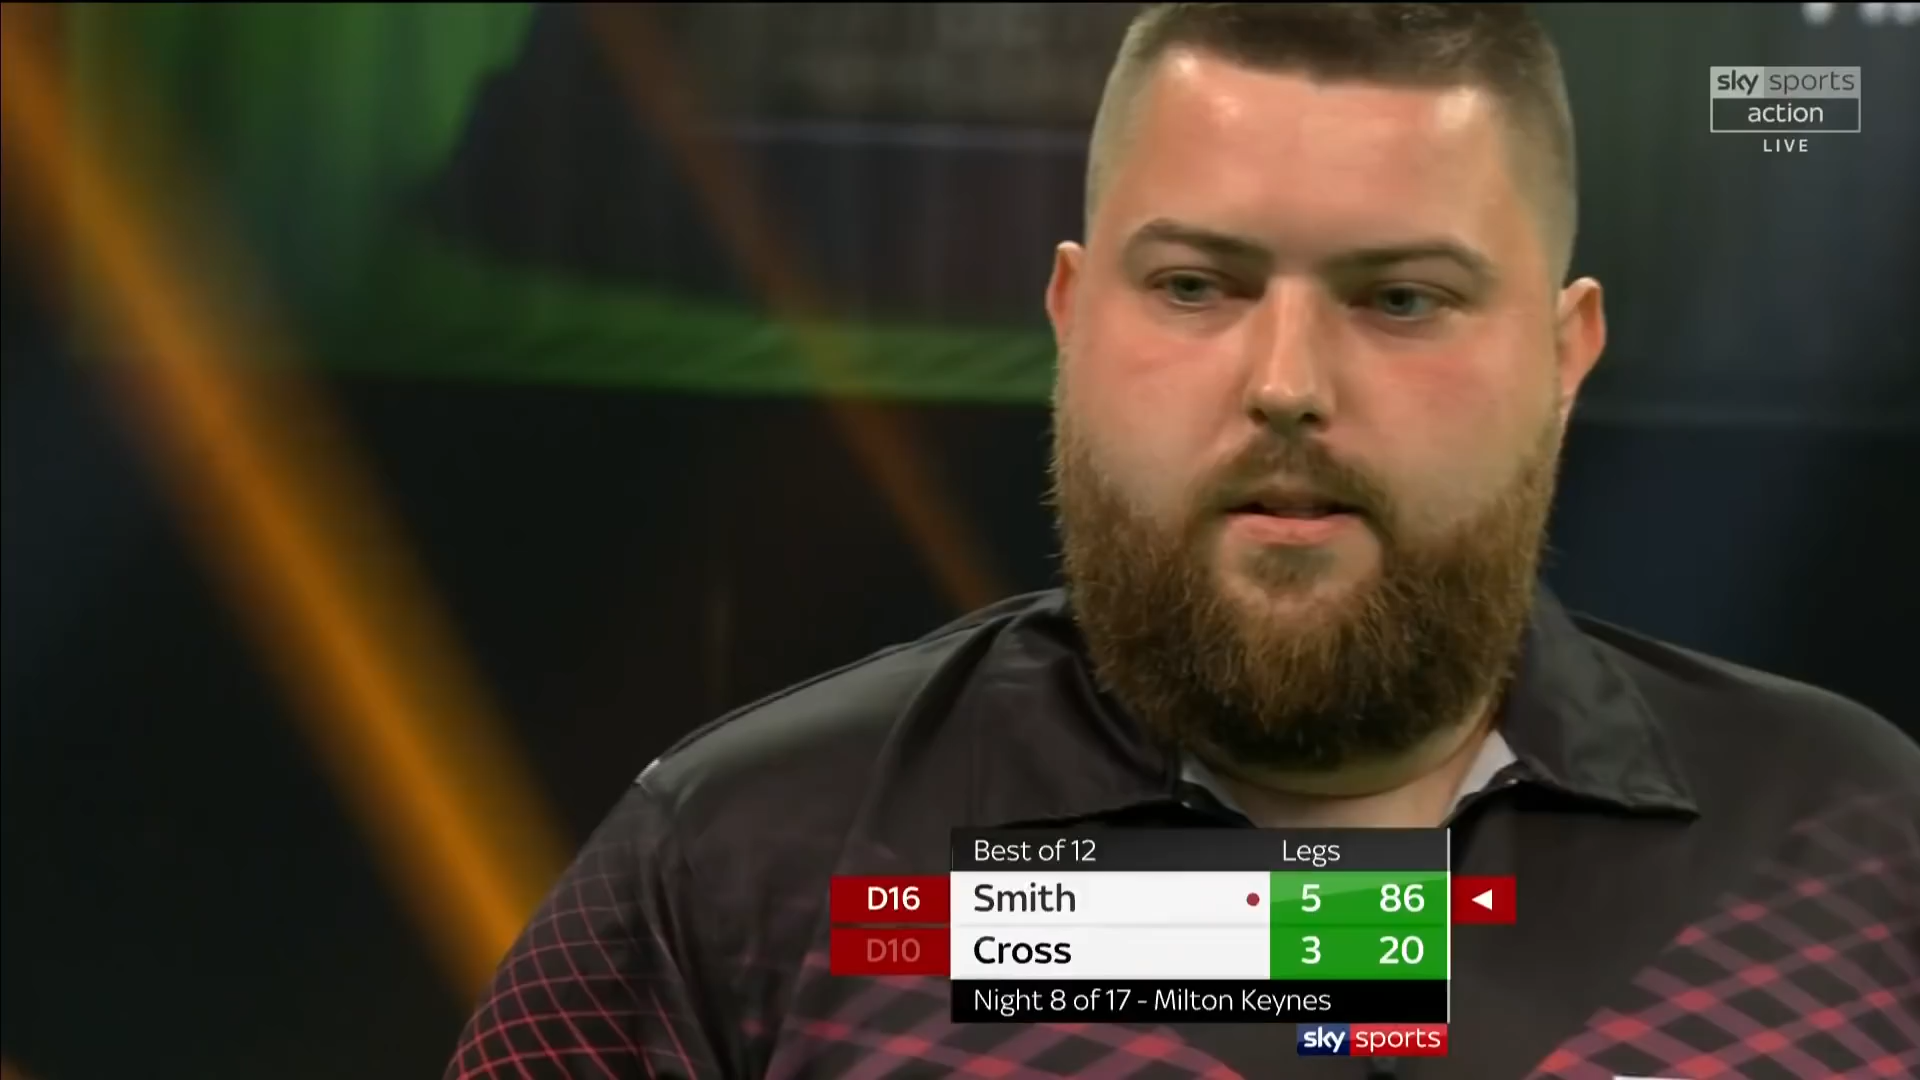 sky sports
action
LIVE
Best of 12 Legs
D16 Smith 5 86
D10 Cross 3 20
Night 8 of 17 - Milton Keynes
sky sports